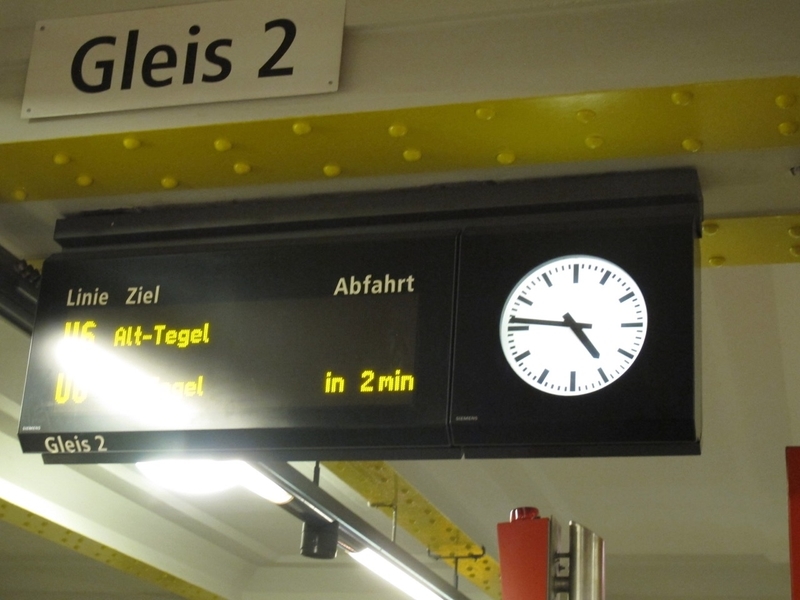 Gleis 2
Linie Ziel Abfahrt
U6 Alt-Tegel
in 2 min
Gleis 2